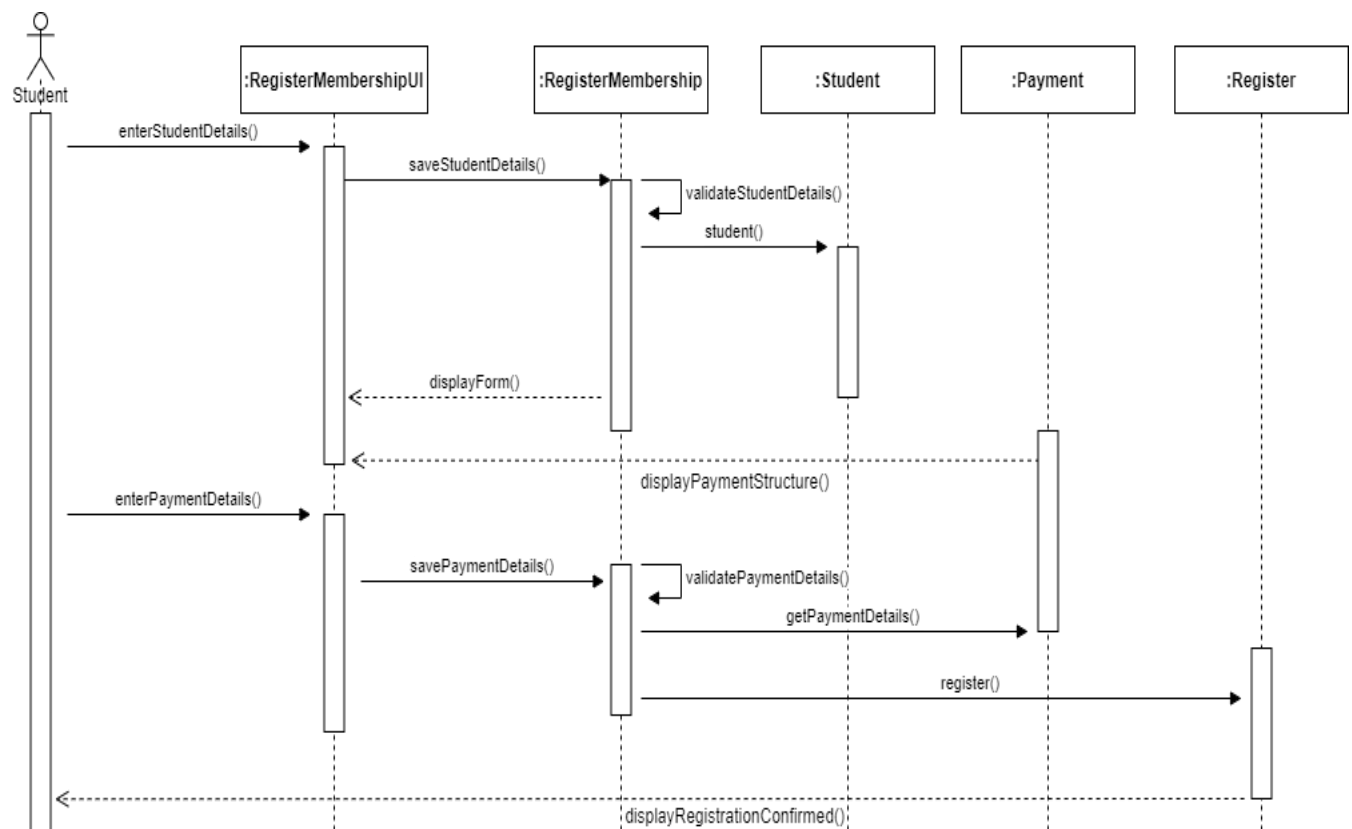 Student
:RegisterMembershipUI
:RegisterMembership
:Student
:Payment
:Register
enterStudentDetails()
saveStudentDetails()
validateStudentDetails()
student()
displayForm()
displayPaymentStructure()
enterPaymentDetails()
savePaymentDetails()
validatePaymentDetails()
getPaymentDetails()
register()
displayRegistrationConfirmed()